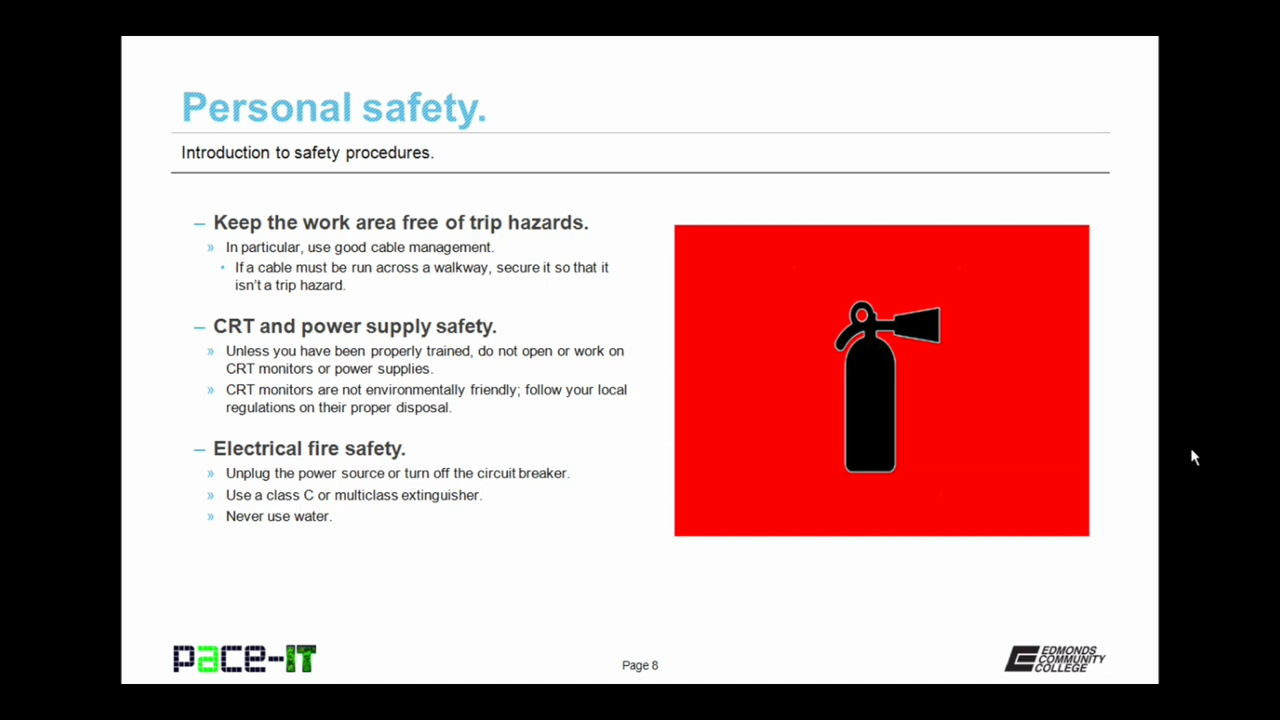 Personal safety.
Introduction to safety procedures.
– Keep the work area free of trip hazards.
» In particular, use good cable management.
• If a cable must be run across a walkway, secure it so that it
isn't a trip hazard.
– CRT and power supply safety.
» Unless you have been properly trained, do not open or work on
CRT monitors or power supplies.
» CRT monitors are not environmentally friendly; follow your local
regulations on their proper disposal.
– Electrical fire safety.
» Unplug the power source or turn off the circuit breaker.
» Use a class C or multiclass extinguisher.
» Never use water.
pace-IT
Page 8
EDMONDS
COMMUNITY
COLLEGE